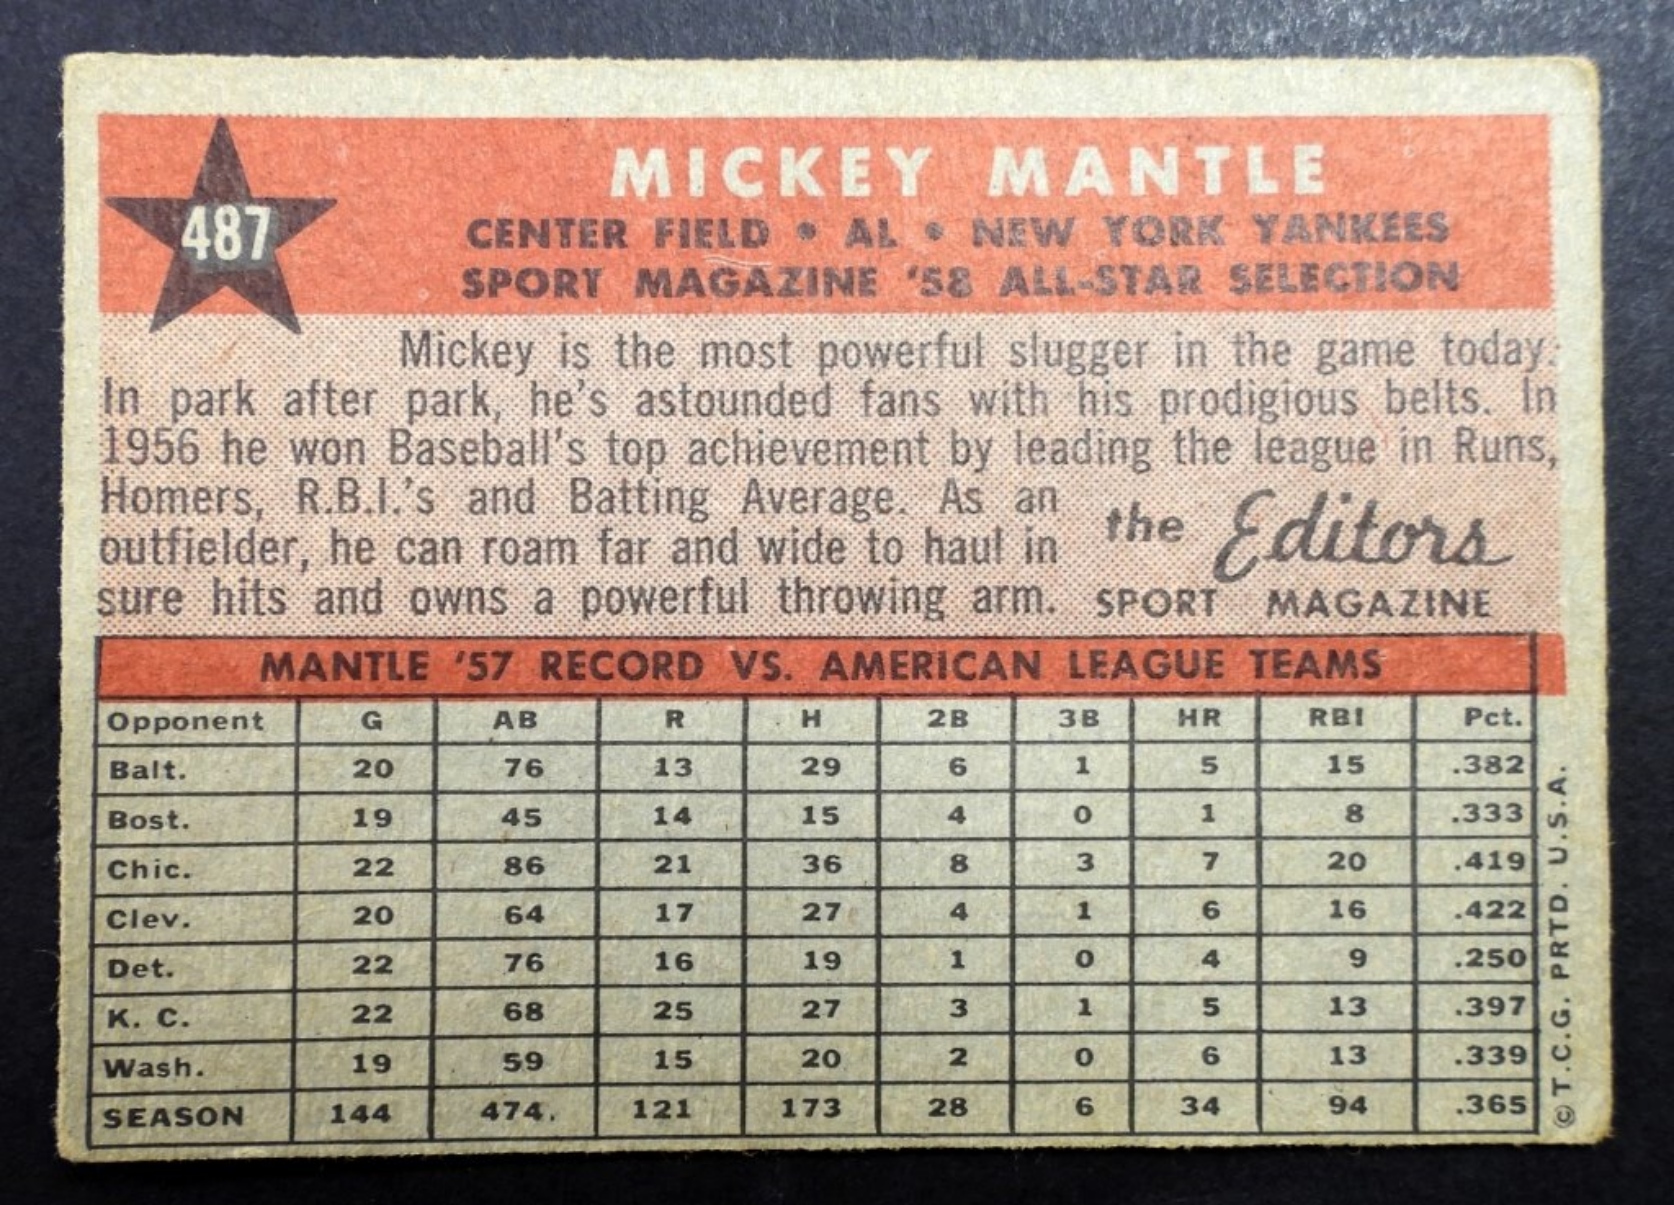 487
MICKEY MANTLE
CENTER FIELD • AL • NEW YORK YANKEES
SPORT MAGAZINE '58 ALL-STAR SELECTION
Mickey is the most powerful slugger in the game today.
In park after park, he's astounded fans with his prodigious belts. In
1956 he won Baseball's top achievement by leading the league in Runs,
Homers, R.B.I.'s and Batting Average. As an
outfielder, he can roam far and wide to haul in
sure hits and owns a powerful throwing arm.
the Editors
SPORT MAGAZINE
MANTLE '57 RECORD VS. AMERICAN LEAGUE TEAMS
Opponent G AB R H 2B 3B HR RBI Pct.
Balt. 20 76 13 29 6 1 5 15 .382
Bost. 19 45 14 15 4 0 1 8 .333
Chic. 22 86 21 36 8 3 7 20 .419
Clev. 20 64 17 27 4 1 6 16 .422
Det. 22 76 16 19 1 0 4 9 .250
K. C. 22 68 25 27 3 1 5 13 .397
Wash. 19 59 15 20 2 0 6 13 .339
SEASON 144 474. 121 173 28 6 34 94 .365
© T.C.G. PRTD. U.S.A.